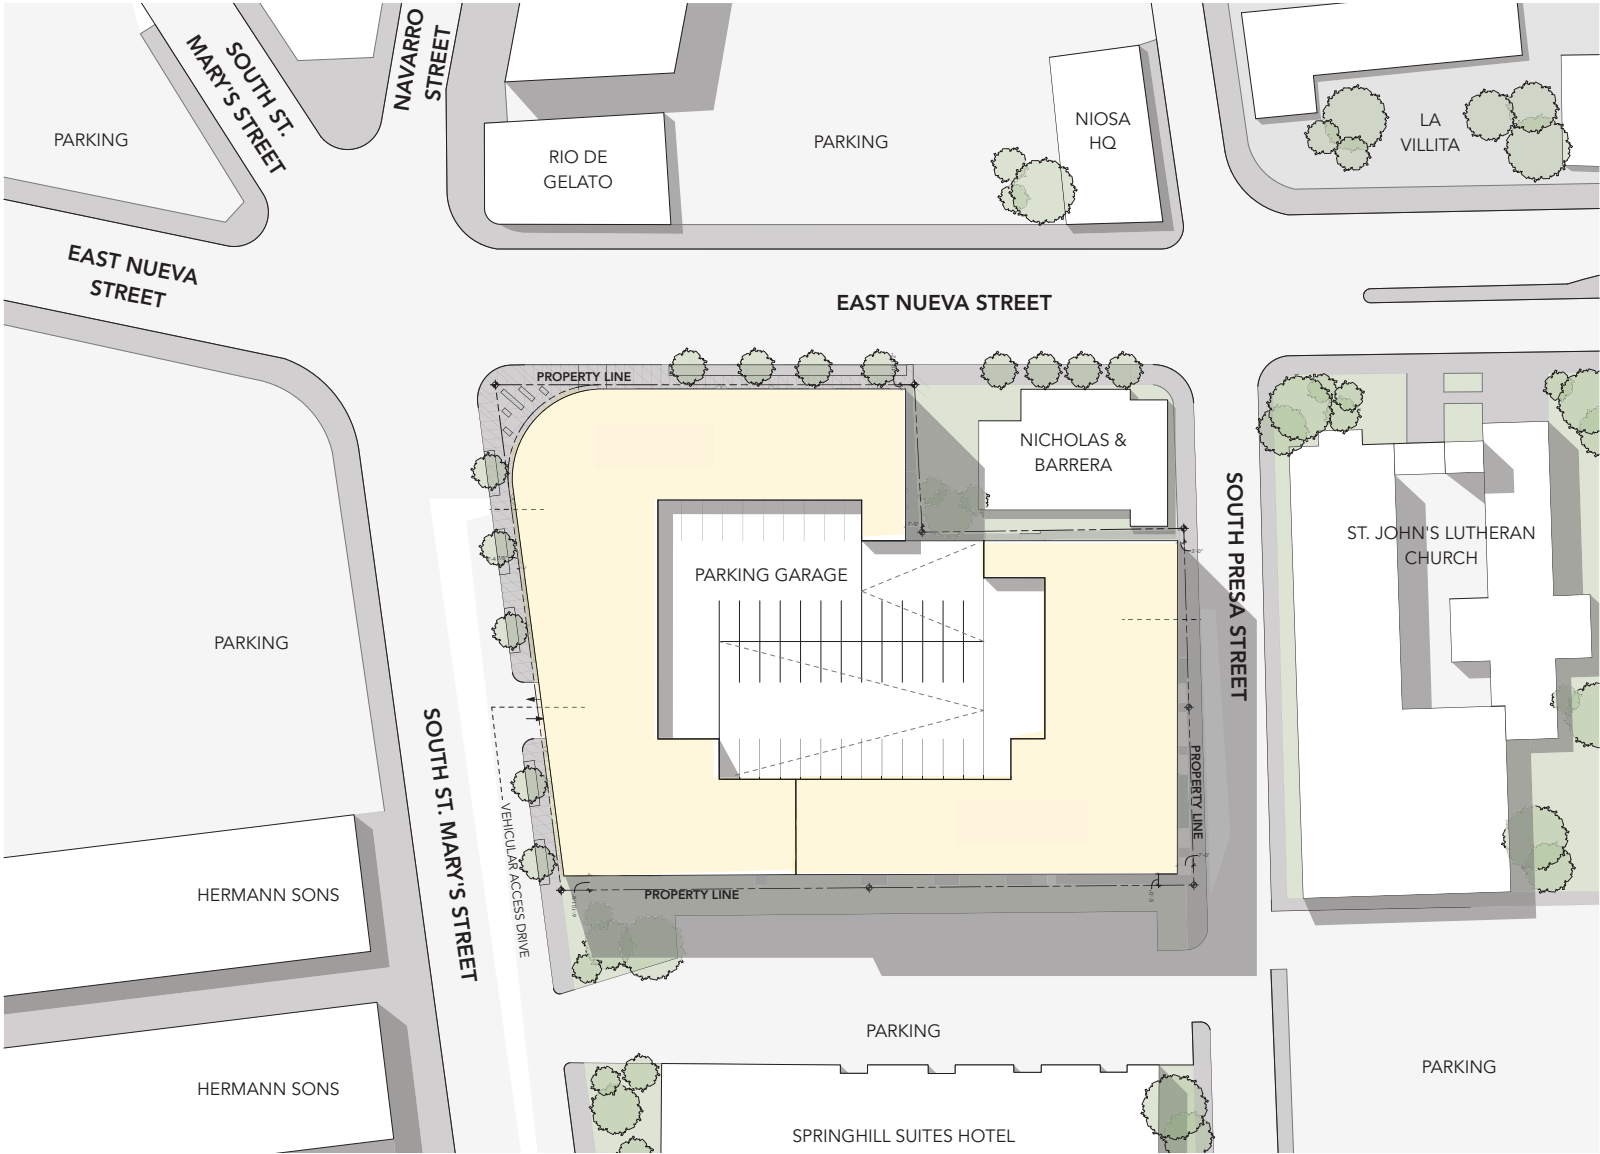 NAVARRO
STREET
SOUTH ST.
MARY'S STREET
PARKING
RIO DE
GELATO
PARKING
NIOSA
HQ
LA
VILLITA
EAST NUEVA
STREET
EAST NUEVA STREET
PROPERTY LINE
NICHOLAS &
BARRERA
SOUTH PRESA STREET
ST. JOHN'S LUTHERAN
CHURCH
PARKING GARAGE
PARKING
SOUTH ST. MARY'S STREET
VEHICULAR ACCESS DRIVE
PROPERTY LINE
PROPERTY LINE
HERMANN SONS
PARKING
PARKING
HERMANN SONS
SPRINGHILL SUITES HOTEL